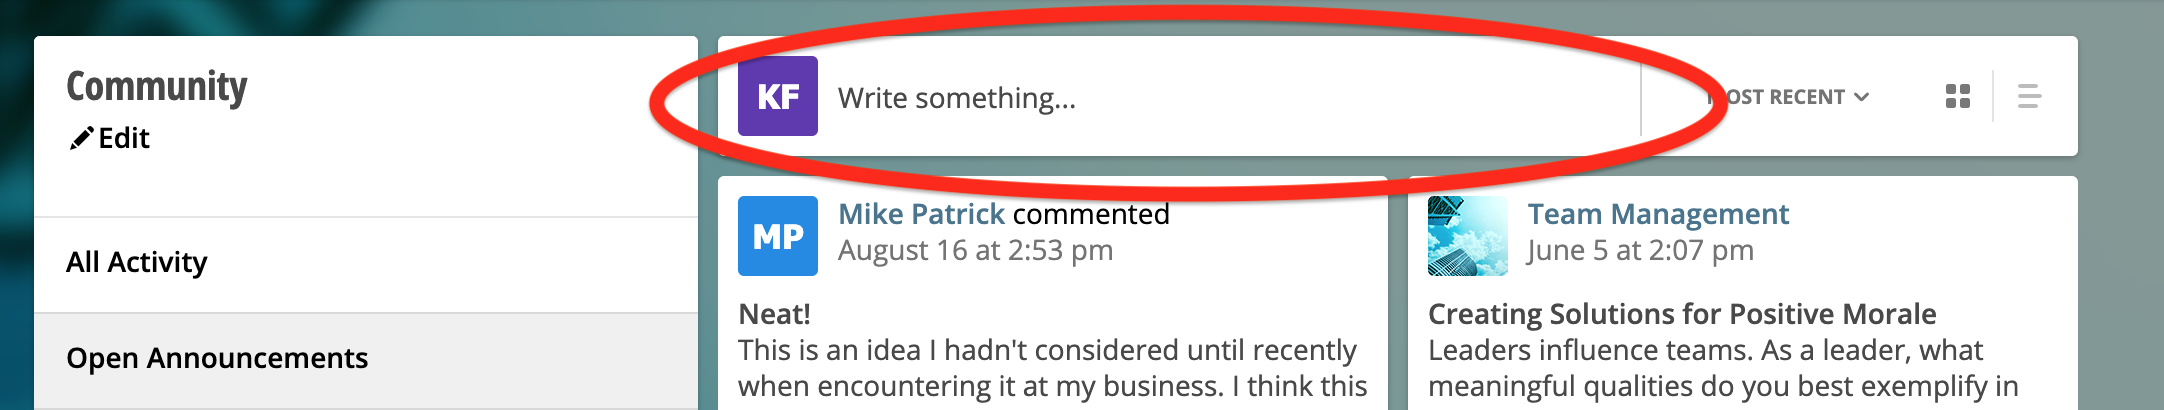 Community
Edit
All Activity
Open Announcements
KF
Write something...
OST RECENT
MP
Mike Patrick commented
August 16 at 2:53 pm
Neat!
This is an idea I hadn't considered until recently
when encountering it at my business. I think this
Team Management
June 5 at 2:07 pm
Creating Solutions for Positive Morale
Leaders influence teams. As a leader, what
meaningful qualities do you best exemplify in